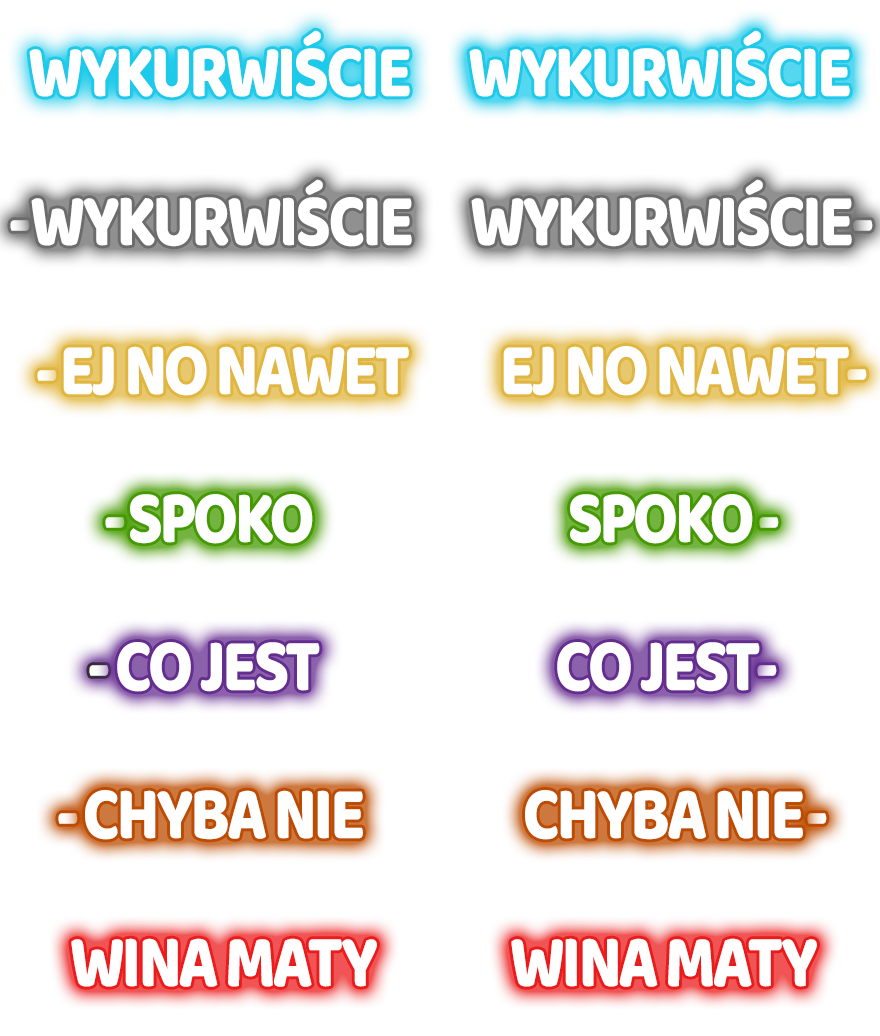 WYKURWIŚCIE WYKURWIŚCIE
-WYKURWIŚCIE WYKURWIŚCIE-
-EJ NO NAWET EJ NO NAWET-
-SPOKO SPOKO-
-CO JEST CO JEST-
-CHYBA NIE CHYBA NIE-
WINA MATY WINA MATY